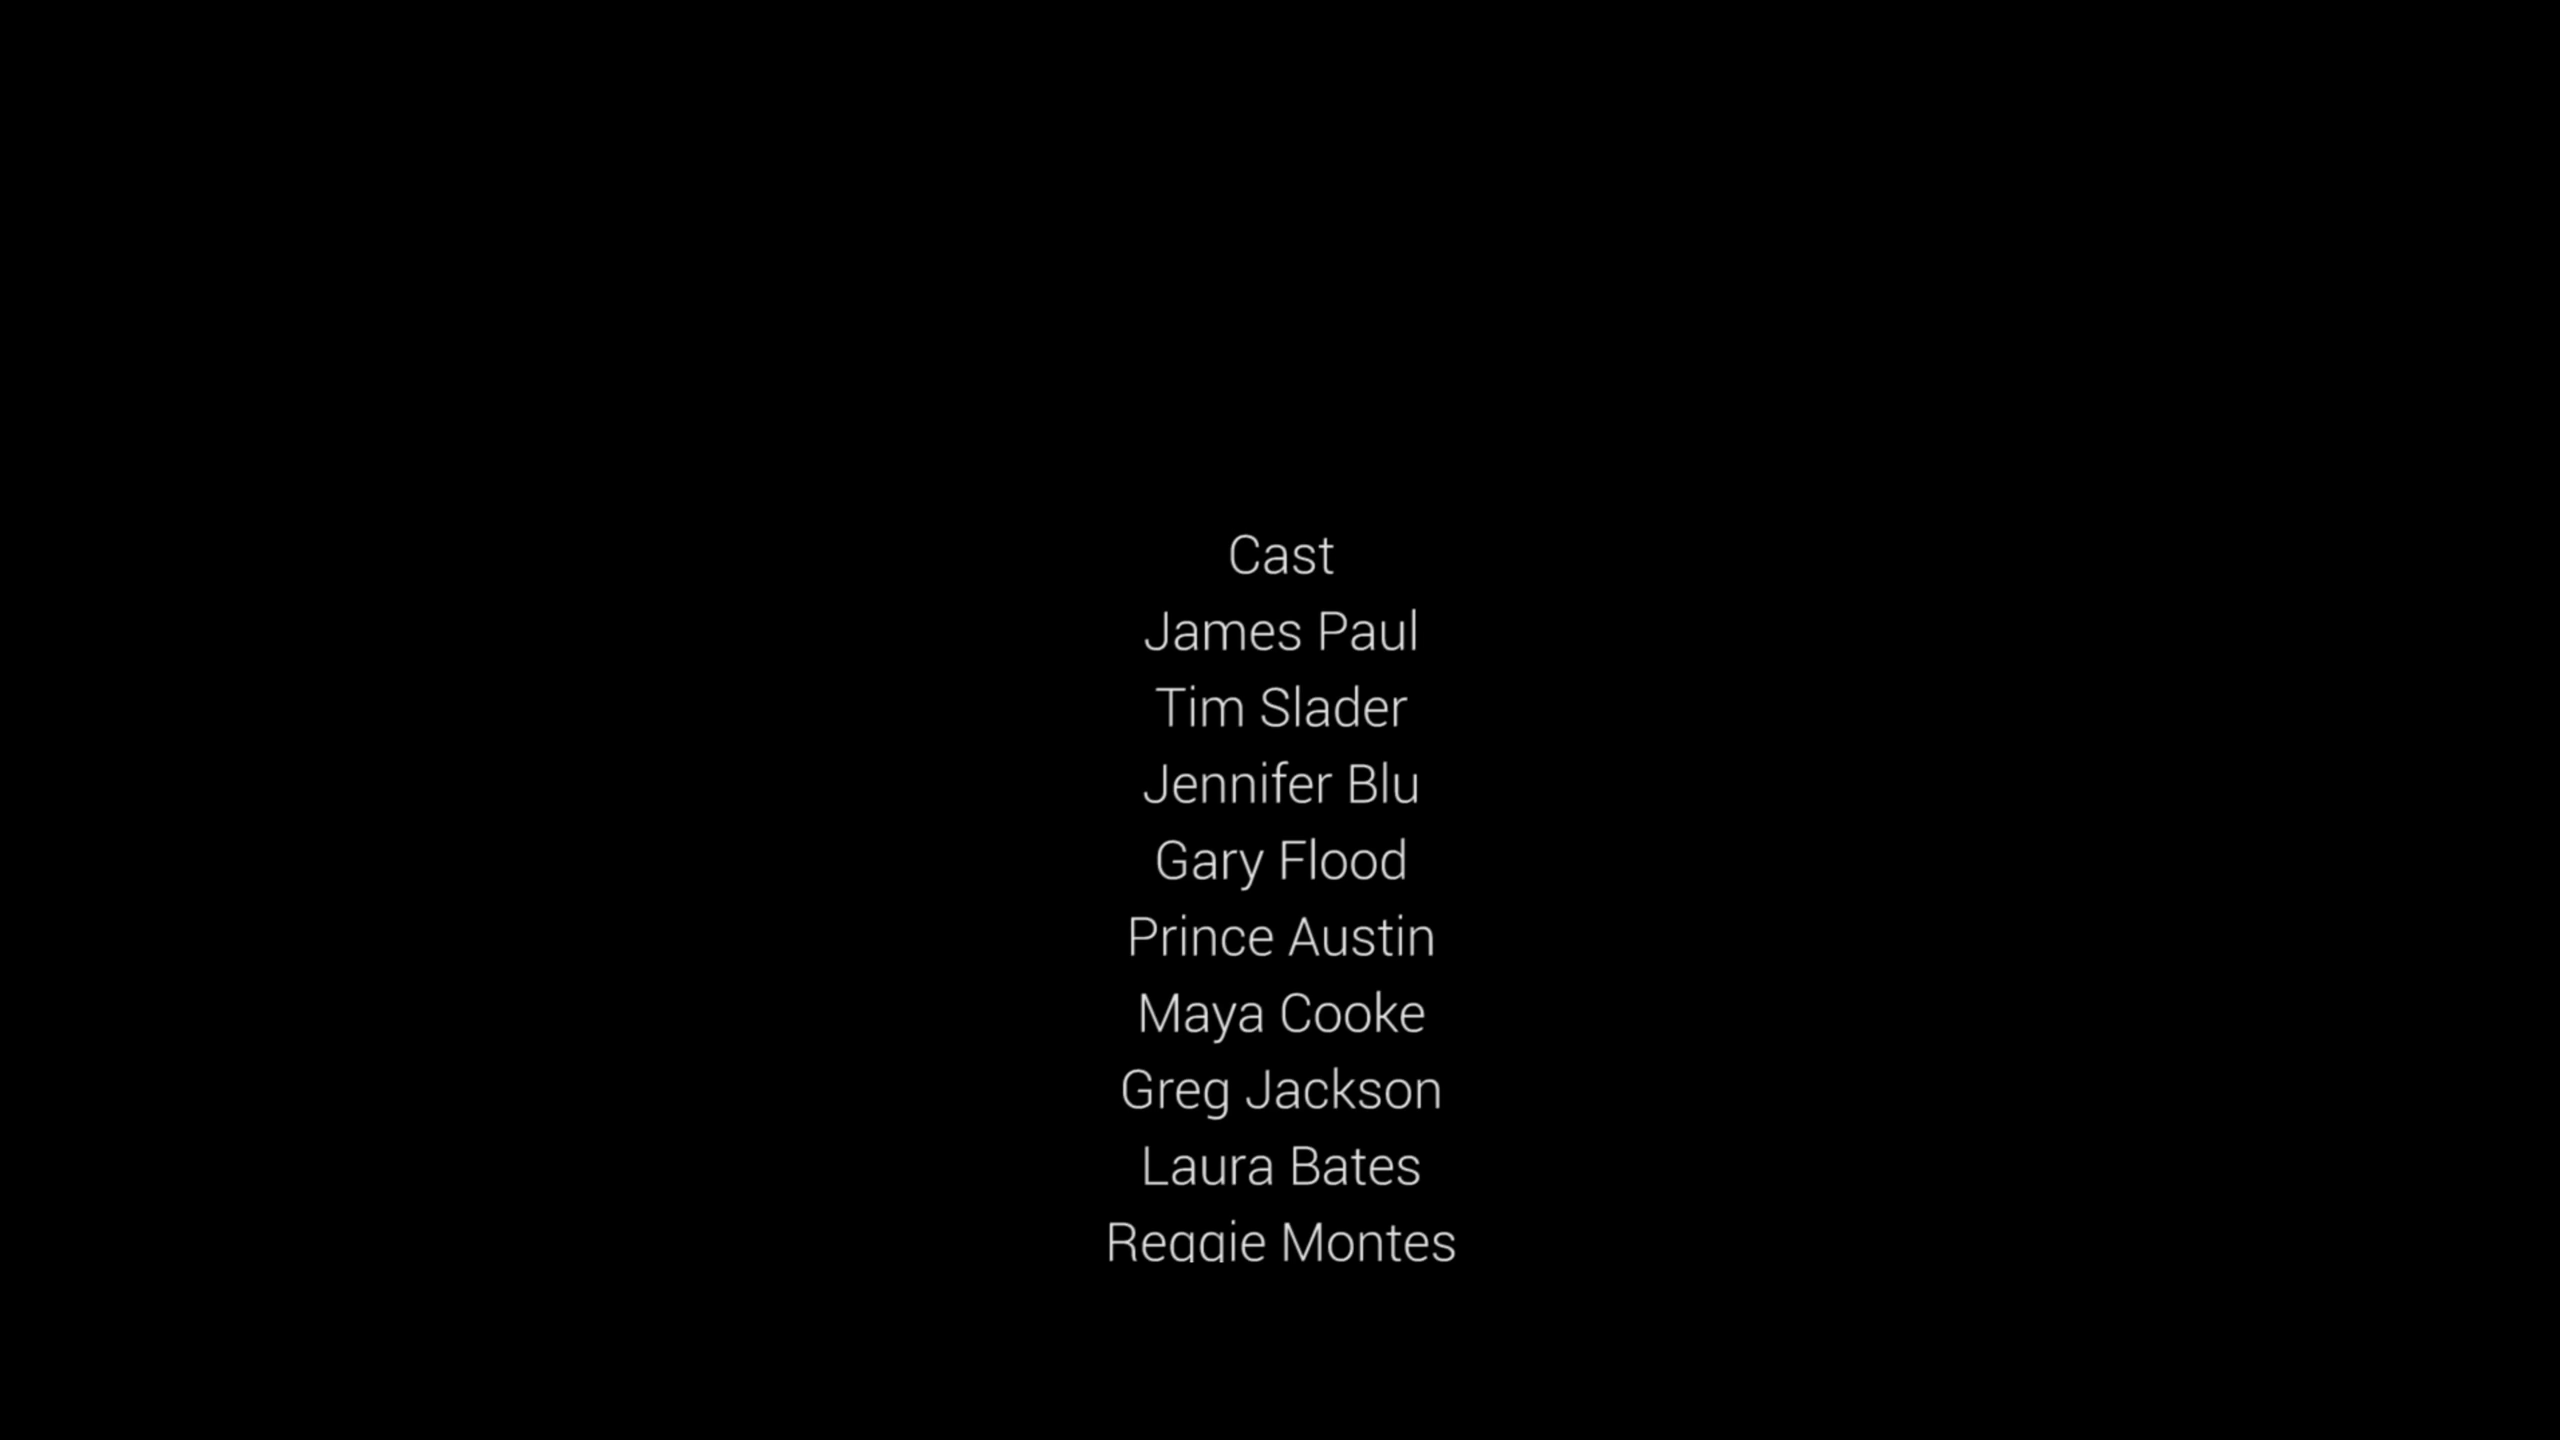 Cast
James Paul
Tim Slader
Jennifer Blu
Gary Flood
Prince Austin
Maya Cooke
Greg Jackson
Laura Bates
Reggie Montes